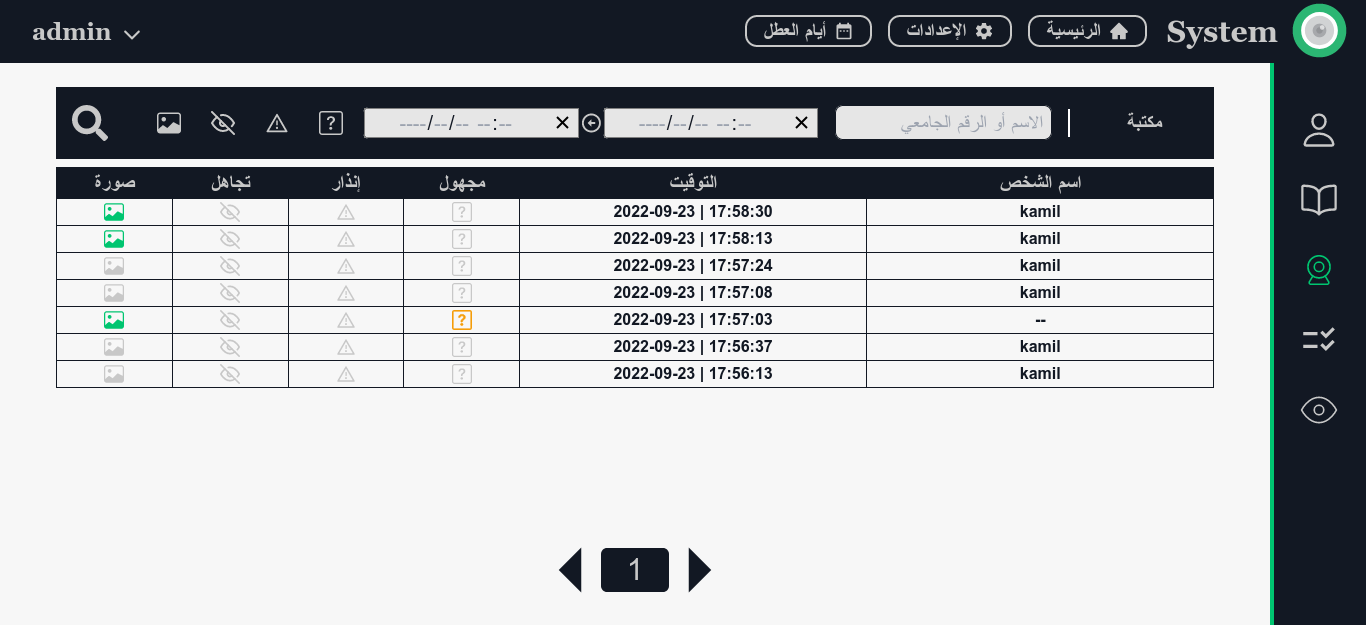 System الرئيسية الإعدادات أيام العطل admin
مكتبة الاسم أو الرقم الجامعي ----/--/-- --:-- ----/--/-- --:--
اسم الشخص التوقيت مجهول إنذار تجاهل صورة
kamil 2022-09-23 | 17:58:30
kamil 2022-09-23 | 17:58:13
kamil 2022-09-23 | 17:57:24
kamil 2022-09-23 | 17:57:08
-- 2022-09-23 | 17:57:03
kamil 2022-09-23 | 17:56:37
kamil 2022-09-23 | 17:56:13
1